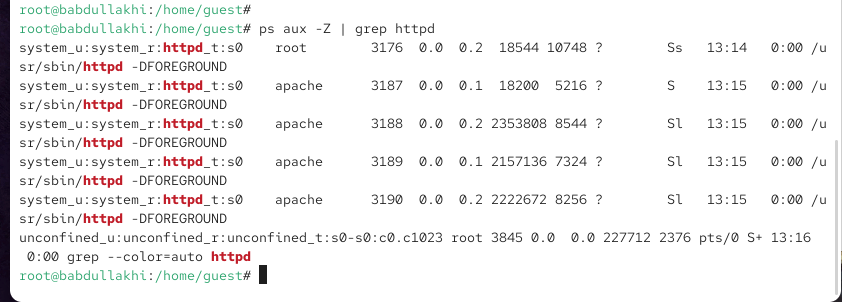 root@babdullakhi:/home/guest#
root@babdullakhi:/home/guest# ps aux -Z | grep httpd
system_u:system_r:httpd_t:s0    root        3176  0.0  0.2  18544 10748 ?        Ss   13:14   0:00 /u
sr/sbin/httpd -DFOREGROUND
system_u:system_r:httpd_t:s0    apache      3187  0.0  0.1  18200  5216 ?        S    13:15   0:00 /u
sr/sbin/httpd -DFOREGROUND
system_u:system_r:httpd_t:s0    apache      3188  0.0  0.2 2353808 8544 ?        Sl   13:15   0:00 /u
sr/sbin/httpd -DFOREGROUND
system_u:system_r:httpd_t:s0    apache      3189  0.0  0.1 2157136 7324 ?        Sl   13:15   0:00 /u
sr/sbin/httpd -DFOREGROUND
system_u:system_r:httpd_t:s0    apache      3190  0.0  0.2 2222672 8256 ?        Sl   13:15   0:00 /u
sr/sbin/httpd -DFOREGROUND
unconfined_u:unconfined_r:unconfined_t:s0-s0:c0.c1023 root 3845 0.0  0.0 227712 2376 pts/0 S+ 13:16
 0:00 grep --color=auto httpd
root@babdullakhi:/home/guest#